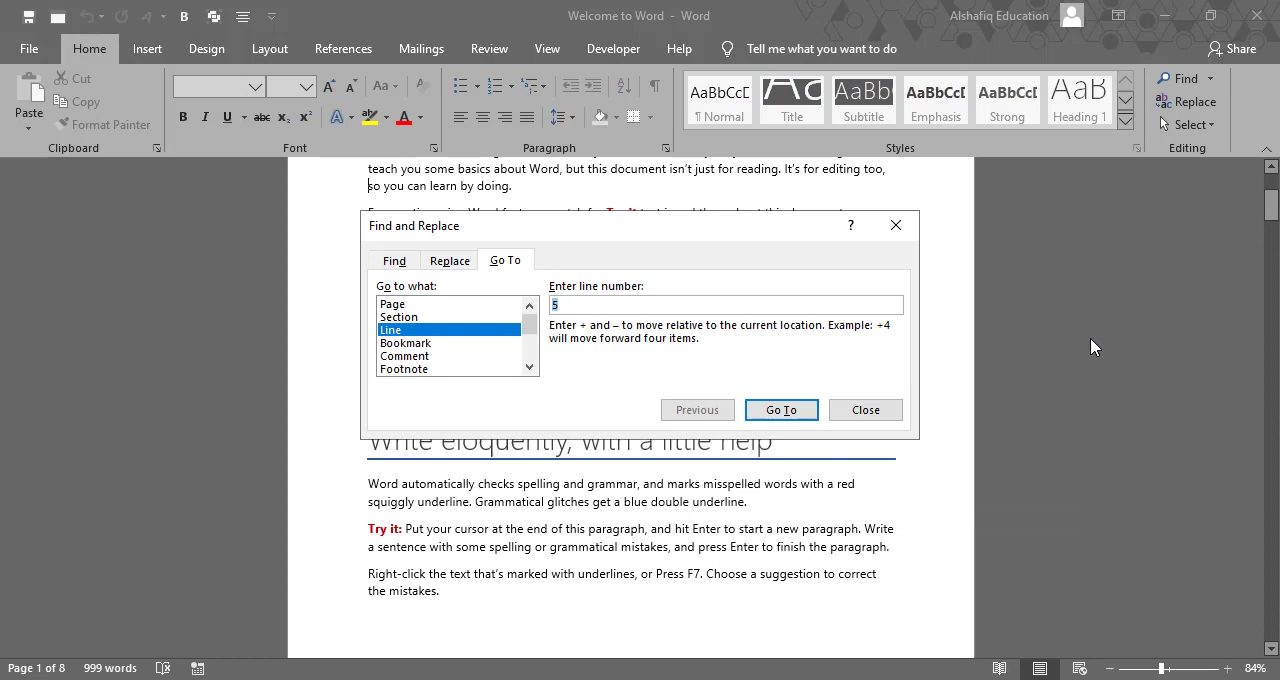 Welcome to Word - Word
Alshafiq Education
File Home Insert Design Layout References Mailings Review View Developer Help Tell me what you want to do Share
Paste
Cut
Copy
Format Painter
Clipboard
Font
Paragraph
AaBbCcD ¶ Normal
Title
AaBb Subtitle
AaBbCcD Emphasis
AaBbCcD Strong
AaB Heading 1
Styles
Find
Replace
Select
Editing
teach you some basics about Word, but this document isn't just for reading. It's for editing too,
so you can learn by doing.
Find and Replace
Find Replace Go To
Go to what:
Page
Section
Line
Bookmark
Comment
Footnote
Enter line number:
5
Enter + and – to move relative to the current location. Example: +4
will move forward four items.
Previous Go To Close
Write eloquently, with a little help
Word automatically checks spelling and grammar, and marks misspelled words with a red
squiggly underline. Grammatical glitches get a blue double underline.
Try it: Put your cursor at the end of this paragraph, and hit Enter to start a new paragraph. Write
a sentence with some spelling or grammatical mistakes, and press Enter to finish the paragraph.
Right-click the text that's marked with underlines, or Press F7. Choose a suggestion to correct
the mistakes.
Page 1 of 8 999 words 84%